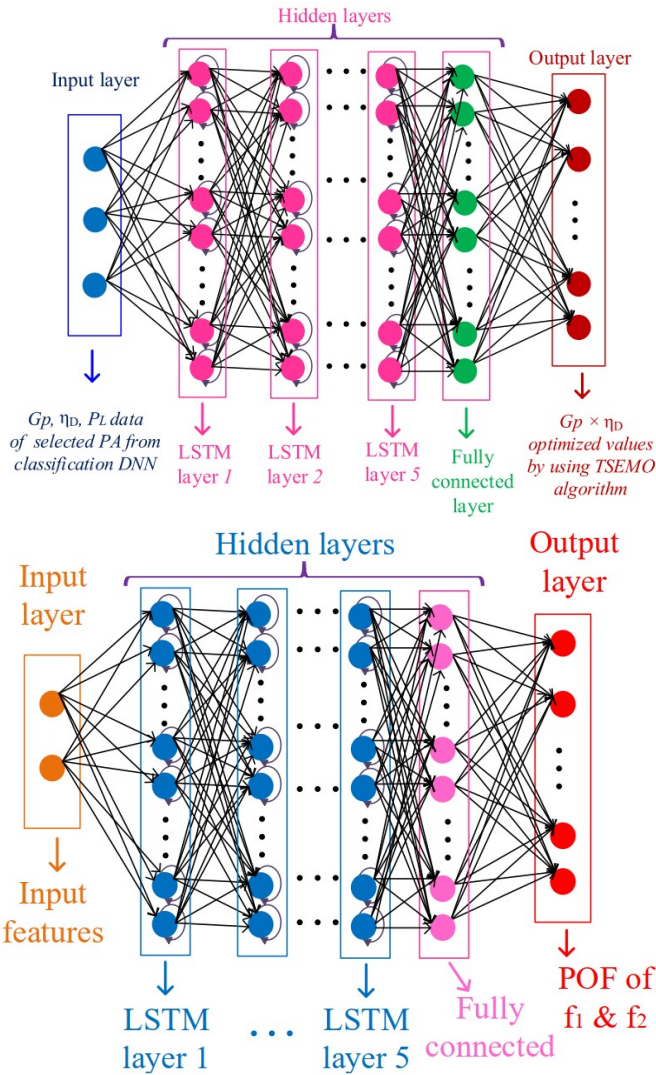 Hidden layers
Input layer
Output layer
Gp, ηD, PL data
of selected PA from
classification DNN
LSTM
layer 1
LSTM
layer 2
LSTM
layer 5
Fully
connected
layer
Gp × ηD
optimized values
by using TSEMO
algorithm
Hidden layers
Input
layer
Output
layer
Input
features
LSTM
layer 1
...
LSTM
layer 5
Fully
connected
POF of
f1 & f2